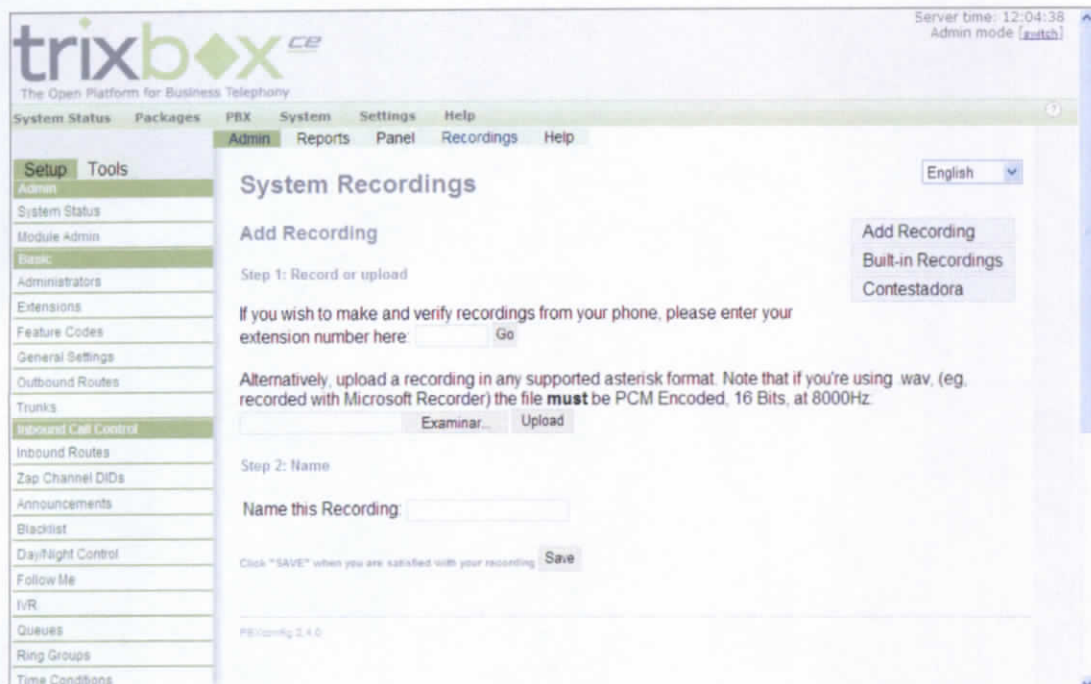 Server time: 12:04:38
Admin mode [switch]
trixbox ce
The Open Platform for Business Telephony
System Status Packages PBX System Settings Help
Admin Reports Panel Recordings Help
Setup Tools
Admin
System Status
Module Admin
Basic
Administrators
Extensions
Feature Codes
General Settings
Outbound Routes
Trunks
Inbound Call Control
Inbound Routes
Zap Channel DIDs
Announcements
Blacklist
Day/Night Control
Follow Me
IVR
Queues
Ring Groups
Time Conditions
English
System Recordings
Add Recording
Built-in Recordings
Contestadora
Add Recording
Step 1: Record or upload
If you wish to make and verify recordings from your phone, please enter your
extension number here: Go
Alternatively, upload a recording in any supported asterisk format. Note that if you're using .wav, (eg,
recorded with Microsoft Recorder) the file must be PCM Encoded, 16 Bits, at 8000Hz:
Examinar... Upload
Step 2: Name
Name this Recording:
Click "SAVE" when you are satisfied with your recording Save
PBXconfig 2.4.0